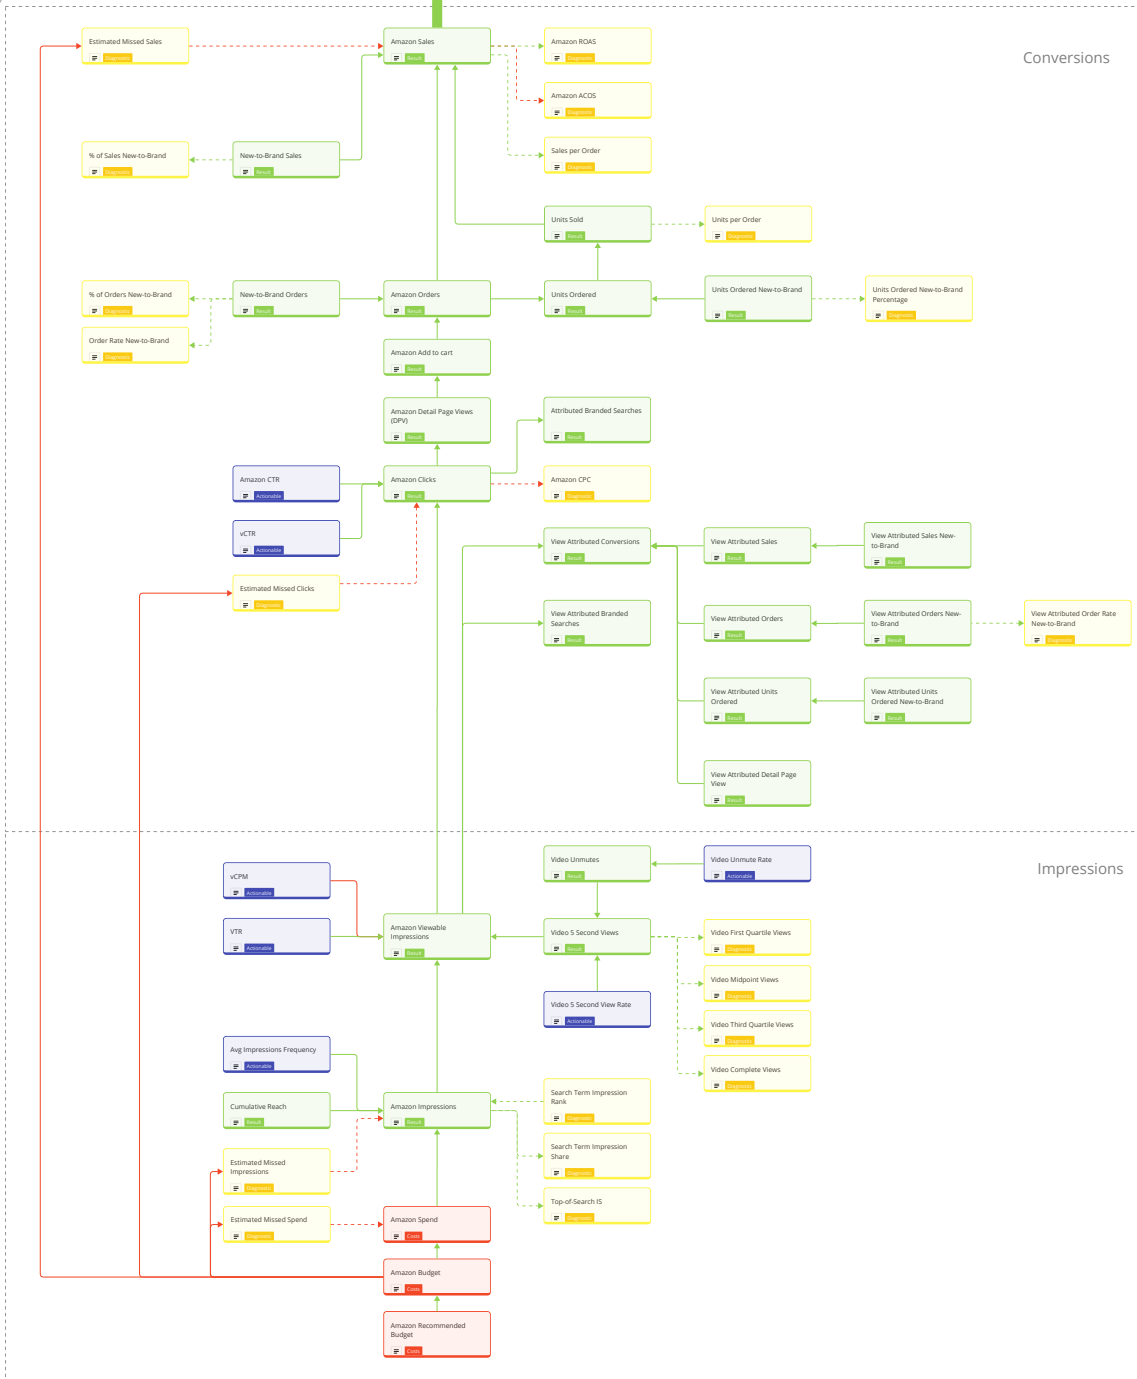 Conversions
Estimated Missed Sales
Diagnostic
Amazon Sales
Result
Amazon ROAS
Diagnostic
Amazon ACOS
Diagnostic
% of Sales New-to-Brand
Diagnostic
New-to-Brand Sales
Result
Sales per Order
Diagnostic
Units Sold
Result
Units per Order
Diagnostic
% of Orders New-to-Brand
Diagnostic
New-to-Brand Orders
Result
Amazon Orders
Result
Units Ordered
Result
Units Ordered New-to-Brand
Result
Units Ordered New-to-Brand
Percentage
Diagnostic
Order Rate New-to-Brand
Diagnostic
Amazon Add to cart
Result
Amazon Detail Page Views
(DPV)
Result
Attributed Branded Searches
Result
Amazon CTR
Actionable
Amazon Clicks
Result
Amazon CPC
Diagnostic
vCTR
Actionable
View Attributed Conversions
Result
View Attributed Sales
Result
View Attributed Sales New-
to-Brand
Result
Estimated Missed Clicks
Diagnostic
View Attributed Branded
Searches
Result
View Attributed Orders
Result
View Attributed Orders New-
to-Brand
Result
View Attributed Order Rate
New-to-Brand
Diagnostic
View Attributed Units
Ordered
Result
View Attributed Units
Ordered New-to-Brand
Result
View Attributed Detail Page
View
Result
Impressions
Video Unmutes
Result
Video Unmute Rate
Actionable
vCPM
Actionable
VTR
Actionable
Amazon Viewable
Impressions
Result
Video 5 Second Views
Result
Video First Quartile Views
Diagnostic
Video Midpoint Views
Diagnostic
Video 5 Second View Rate
Actionable
Video Third Quartile Views
Diagnostic
Avg Impressions Frequency
Actionable
Video Complete Views
Diagnostic
Cumulative Reach
Result
Amazon Impressions
Result
Search Term Impression
Rank
Diagnostic
Estimated Missed
Impressions
Diagnostic
Search Term Impression
Share
Diagnostic
Estimated Missed Spend
Diagnostic
Amazon Spend
Costs
Top-of-Search IS
Diagnostic
Amazon Budget
Costs
Amazon Recommended
Budget
Costs